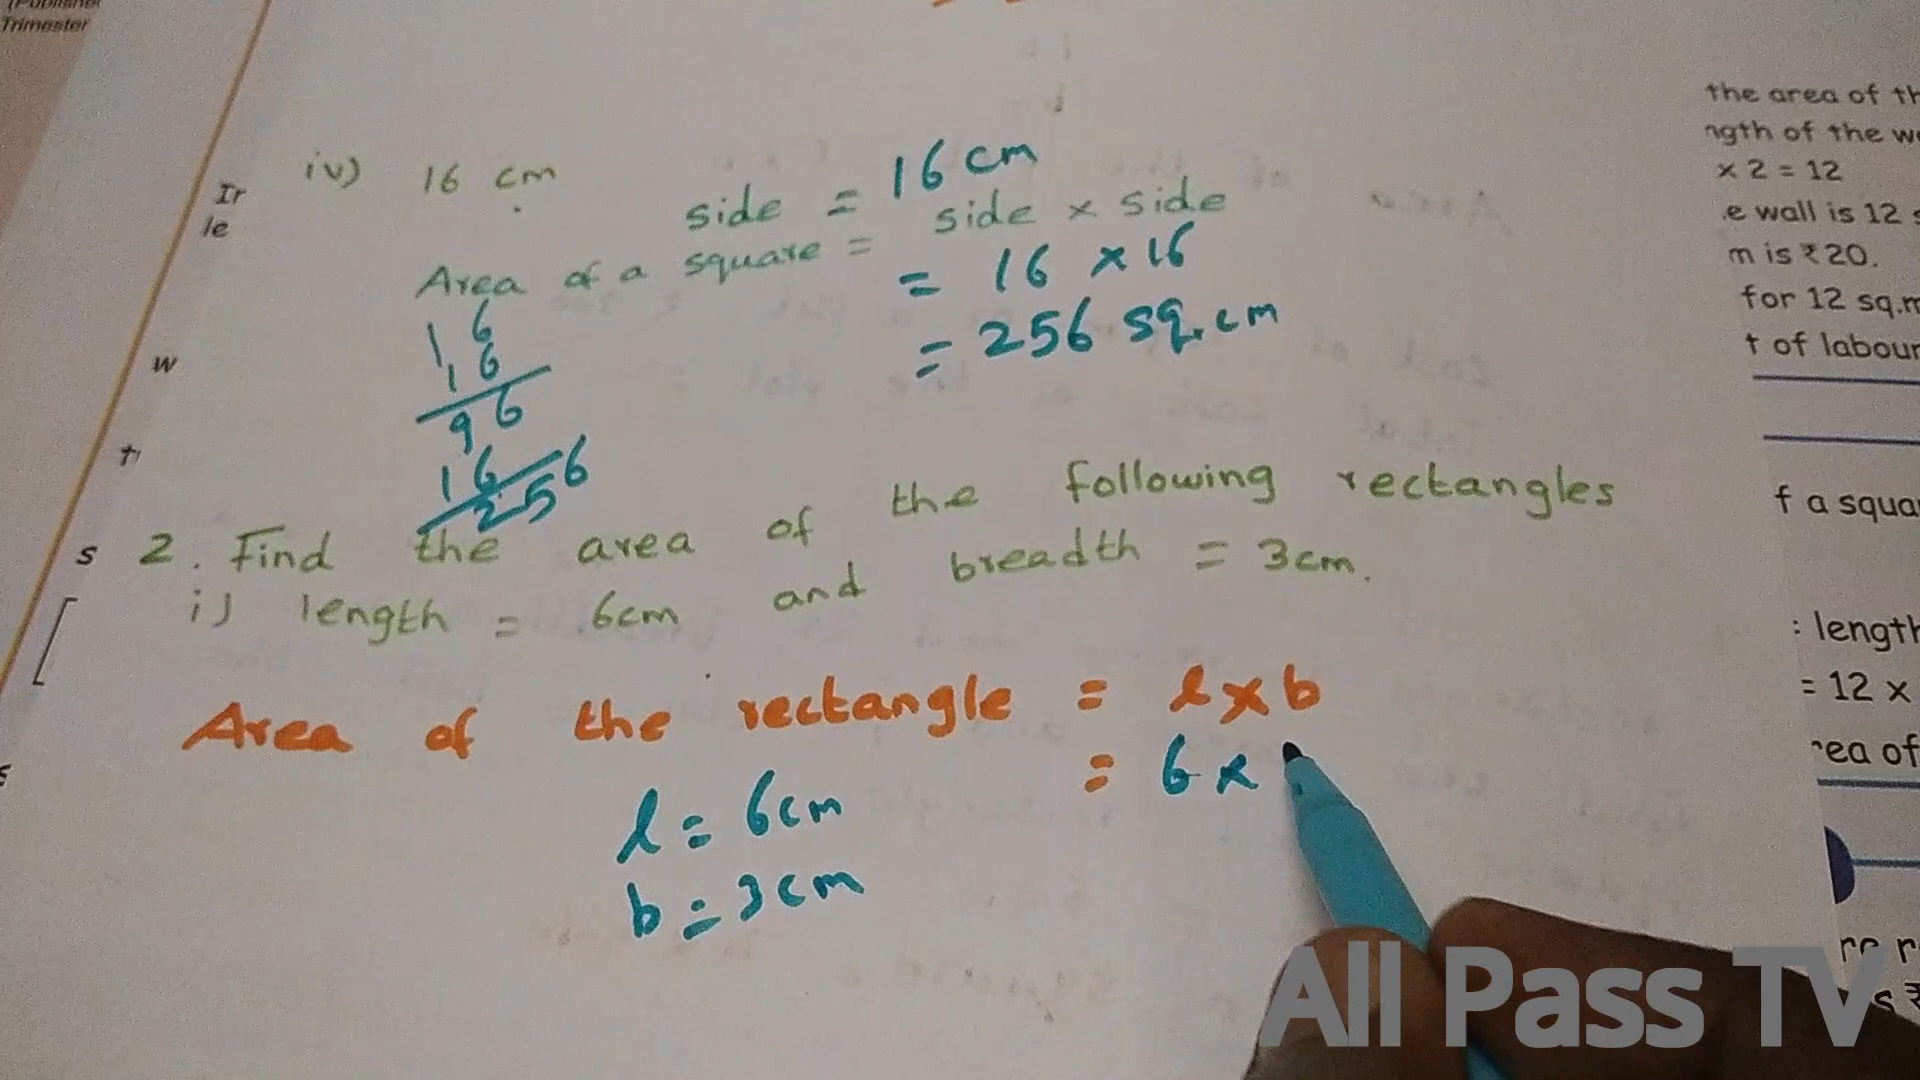 Trimester
iv) 16 cm
side = 16 cm
Area of a square = side x side
= 16 x 16
= 256 sq.cm
16
16
96
16
256
2. Find the area of the following rectangles
i) length = 6cm and breadth = 3cm.
Area of the rectangle = l x b
= 6 x
l = 6cm
b = 3cm
Ir
le
w
s
the area of th
ngth of the w
x 2 = 12
e wall is 12 s
m is ₹20.
for 12 sq.m
t of labour
f a squa
: length
= 12 x
ea of
All Pass TV